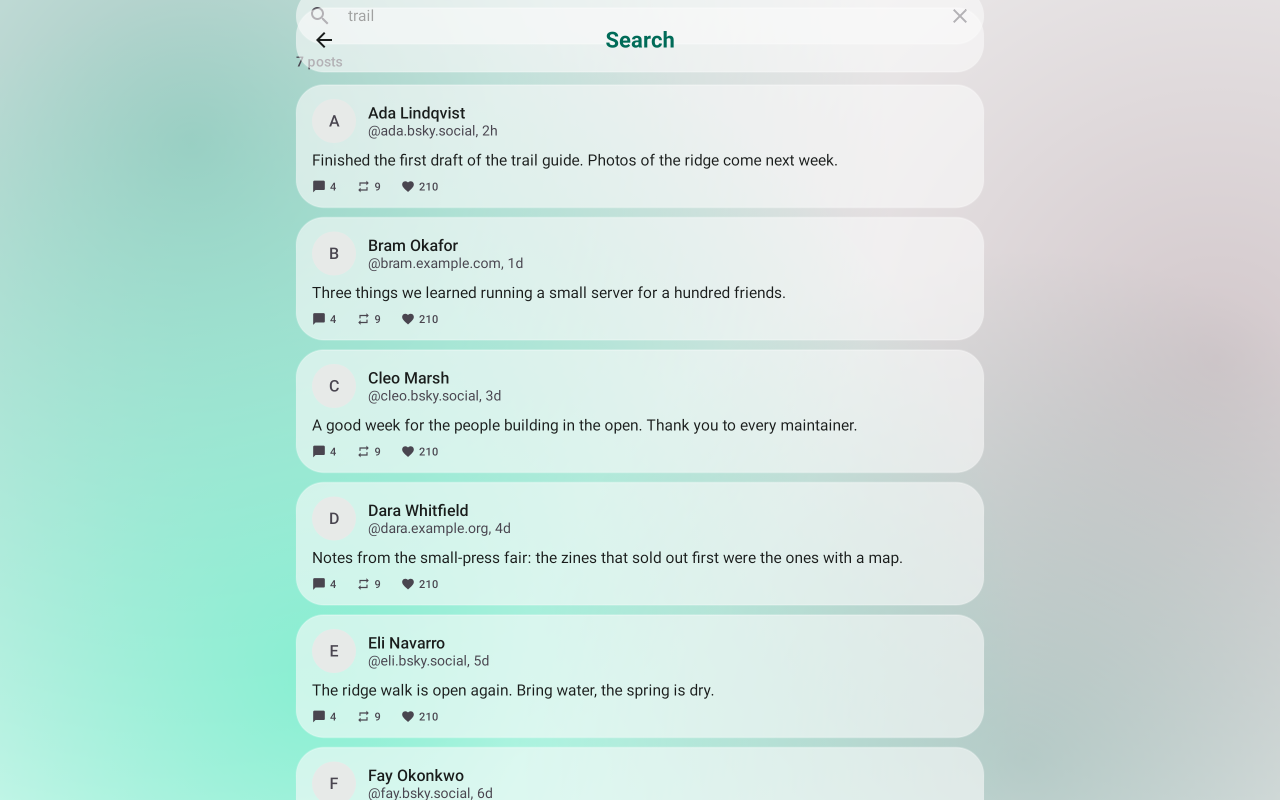 trail
Search
7 posts
A
Ada Lindqvist
@ada.bsky.social, 2h
Finished the first draft of the trail guide. Photos of the ridge come next week.
4 9 210
B
Bram Okafor
@bram.example.com, 1d
Three things we learned running a small server for a hundred friends.
4 9 210
C
Cleo Marsh
@cleo.bsky.social, 3d
A good week for the people building in the open. Thank you to every maintainer.
4 9 210
D
Dara Whitfield
@dara.example.org, 4d
Notes from the small-press fair: the zines that sold out first were the ones with a map.
4 9 210
E
Eli Navarro
@eli.bsky.social, 5d
The ridge walk is open again. Bring water, the spring is dry.
4 9 210
F
Fay Okonkwo
@fay.bsky.social, 6d